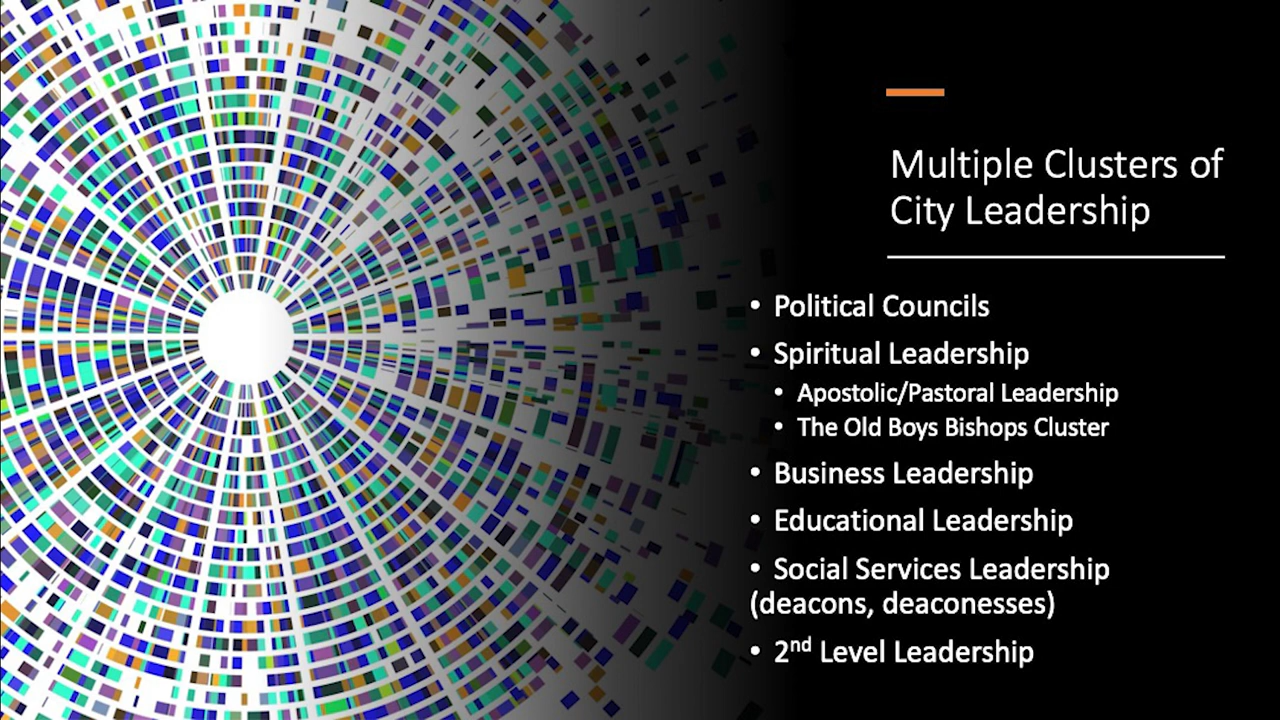 Multiple Clusters of
City Leadership
• Political Councils
• Spiritual Leadership
• Apostolic/Pastoral Leadership
• The Old Boys Bishops Cluster
• Business Leadership
• Educational Leadership
• Social Services Leadership
(deacons, deaconesses)
• 2nd Level Leadership